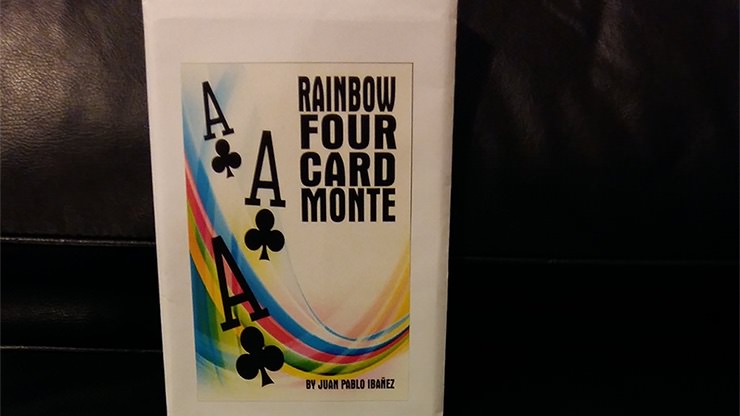 A
A
A
RAINBOW
FOUR
CARD
MONTE
BY JUAN PABLO IBAÑEZ